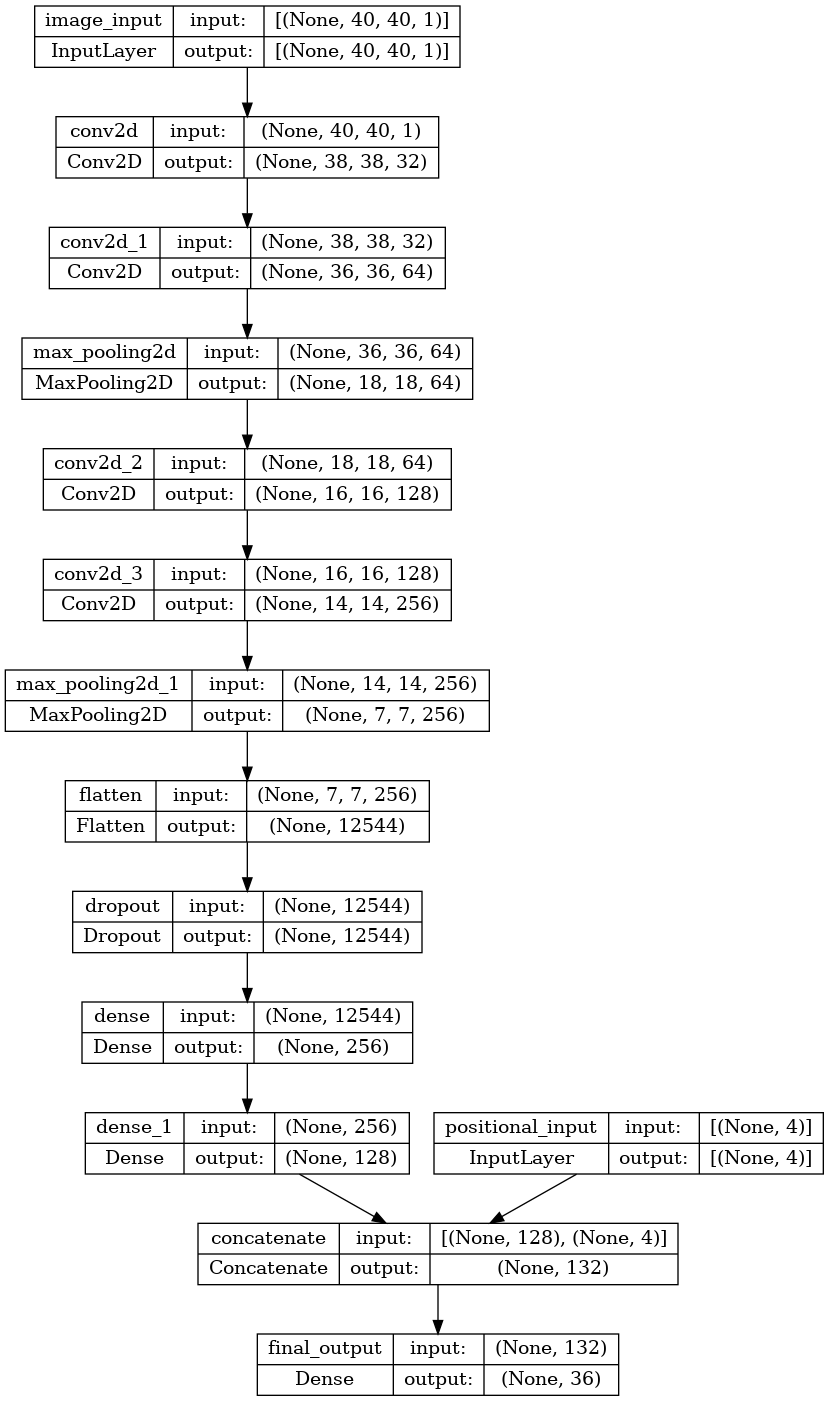 image_input input: [(None, 40, 40, 1)]
InputLayer output: [(None, 40, 40, 1)]
conv2d input: (None, 40, 40, 1)
Conv2D output: (None, 38, 38, 32)
conv2d_1 input: (None, 38, 38, 32)
Conv2D output: (None, 36, 36, 64)
max_pooling2d input: (None, 36, 36, 64)
MaxPooling2D output: (None, 18, 18, 64)
conv2d_2 input: (None, 18, 18, 64)
Conv2D output: (None, 16, 16, 128)
conv2d_3 input: (None, 16, 16, 128)
Conv2D output: (None, 14, 14, 256)
max_pooling2d_1 input: (None, 14, 14, 256)
MaxPooling2D output: (None, 7, 7, 256)
flatten input: (None, 7, 7, 256)
Flatten output: (None, 12544)
dropout input: (None, 12544)
Dropout output: (None, 12544)
dense input: (None, 12544)
Dense output: (None, 256)
dense_1 input: (None, 256)
Dense output: (None, 128)
positional_input input: [(None, 4)]
InputLayer output: [(None, 4)]
concatenate input: [(None, 128), (None, 4)]
Concatenate output: (None, 132)
final_output input: (None, 132)
Dense output: (None, 36)